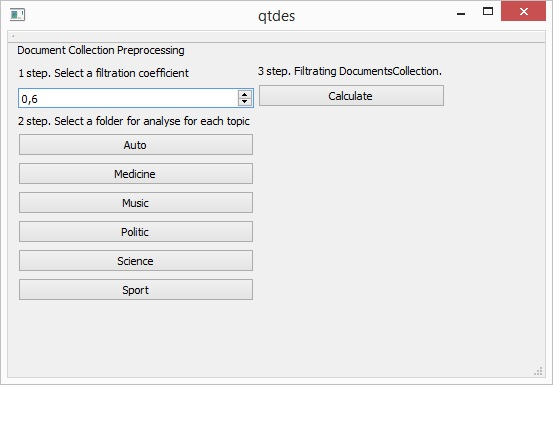 qtdes
Document Collection Preprocessing
1 step. Select a filtration coefficient
0,6
2 step. Select a folder for analyse for each topic
Auto
Medicine
Music
Politic
Science
Sport
3 step. Filtrating DocumentsCollection.
Calculate